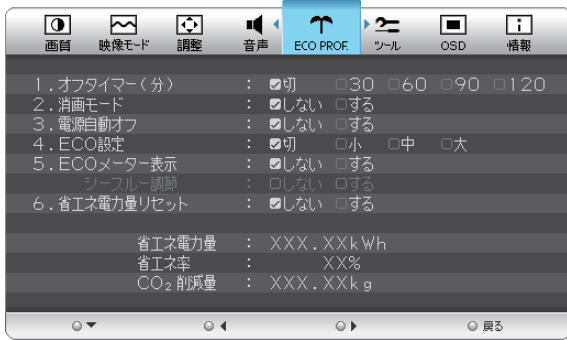 画質 映像モード 調整 音声 ECO PROF. ツール OSD 情報
1.オフタイマー(分) : ☑切 □30 □60 □90 □120
2.消画モード : ☑しない □する
3.電源自動オフ : ☑しない □する
4.ECO設定 : ☑切 □小 □中 □大
5.ECOメーター表示 : ☑しない □する
シースルー調節 : □しない □する
6.省エネ電力量リセット : ☑しない □する
省エネ電力量 : XXX.XXkWh
省エネ率 : XX%
CO₂削減量 : XXX.XXkg
戻る